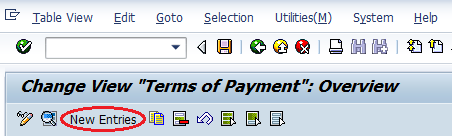 Table View Edit Goto Selection Utilities(M) System Help
Change View "Terms of Payment": Overview
New Entries